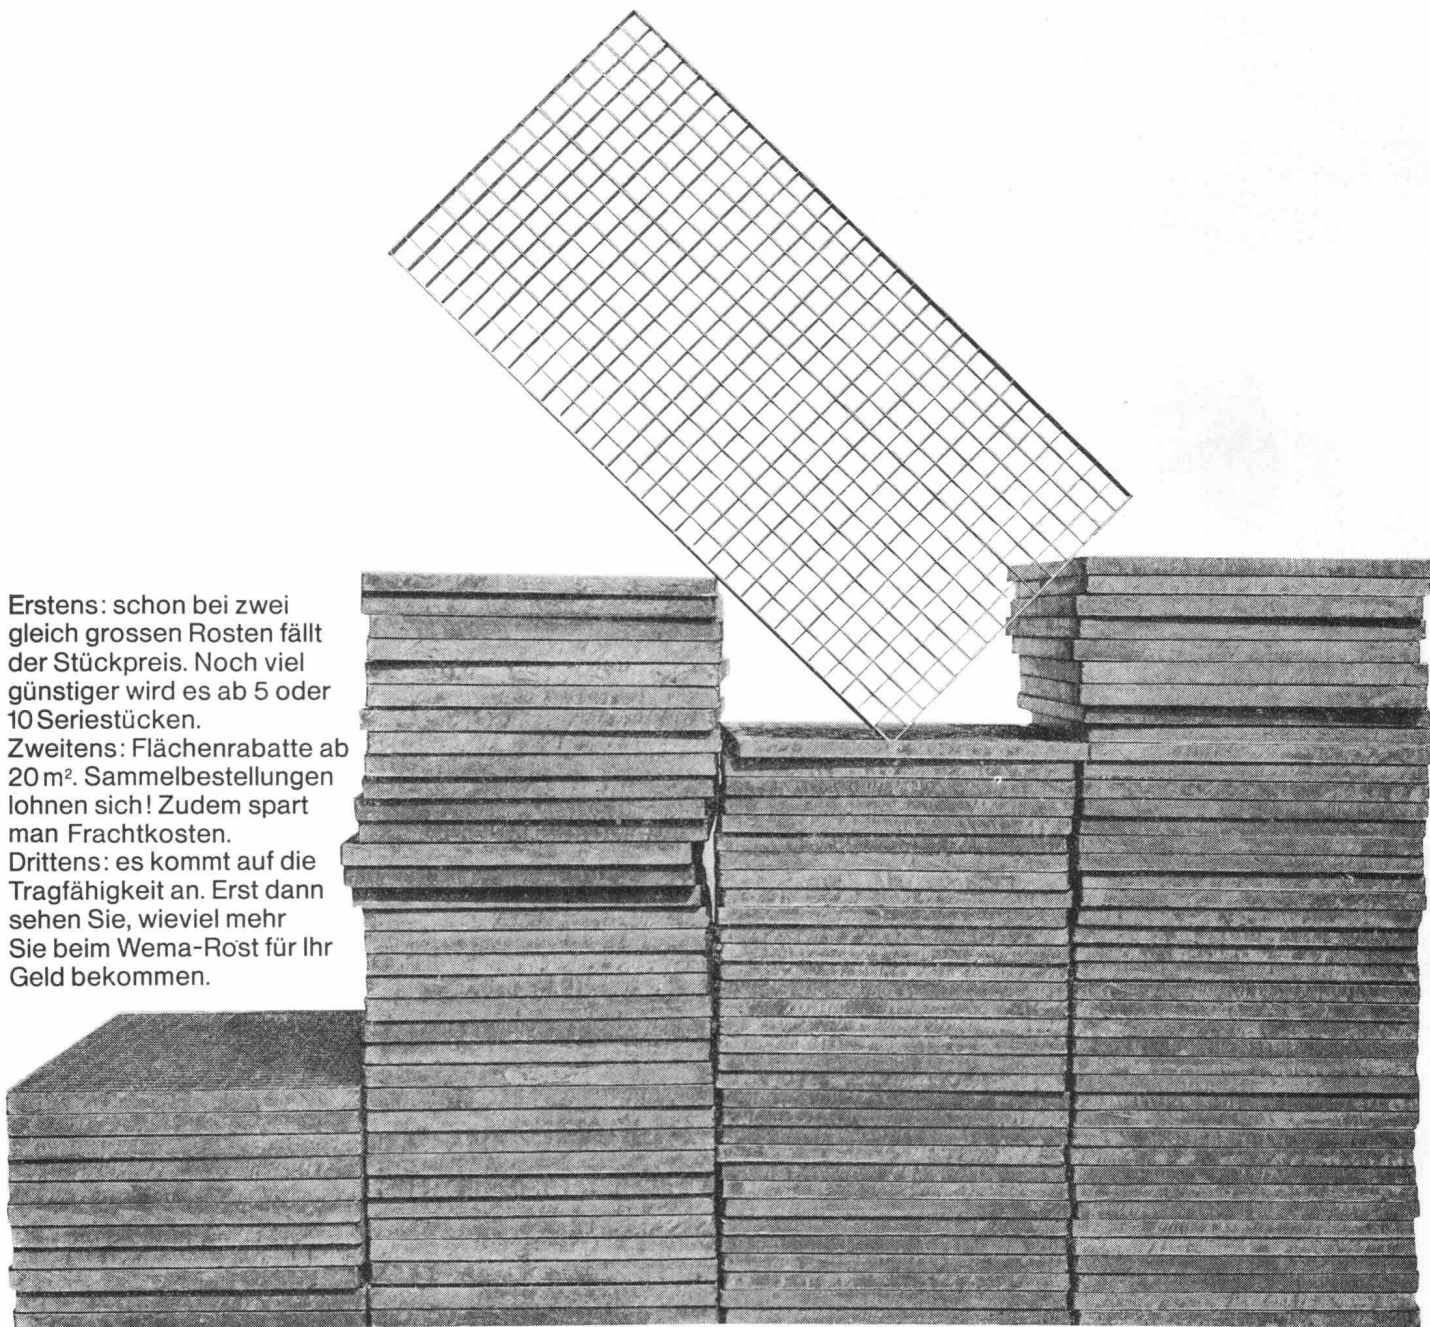 Erstens: schon bei zwei
gleich grossen Rosten fällt
der Stückpreis. Noch viel
günstiger wird es ab 5 oder
10 Seriestücken.
Zweitens: Flächenrabatte ab
20 m². Sammelbestellungen
lohnen sich! Zudem spart
man Frachtkosten.
Drittens: es kommt auf die
Tragfähigkeit an. Erst dann
sehen Sie, wieviel mehr
Sie beim Wema-Rost für Ihr
Geld bekommen.